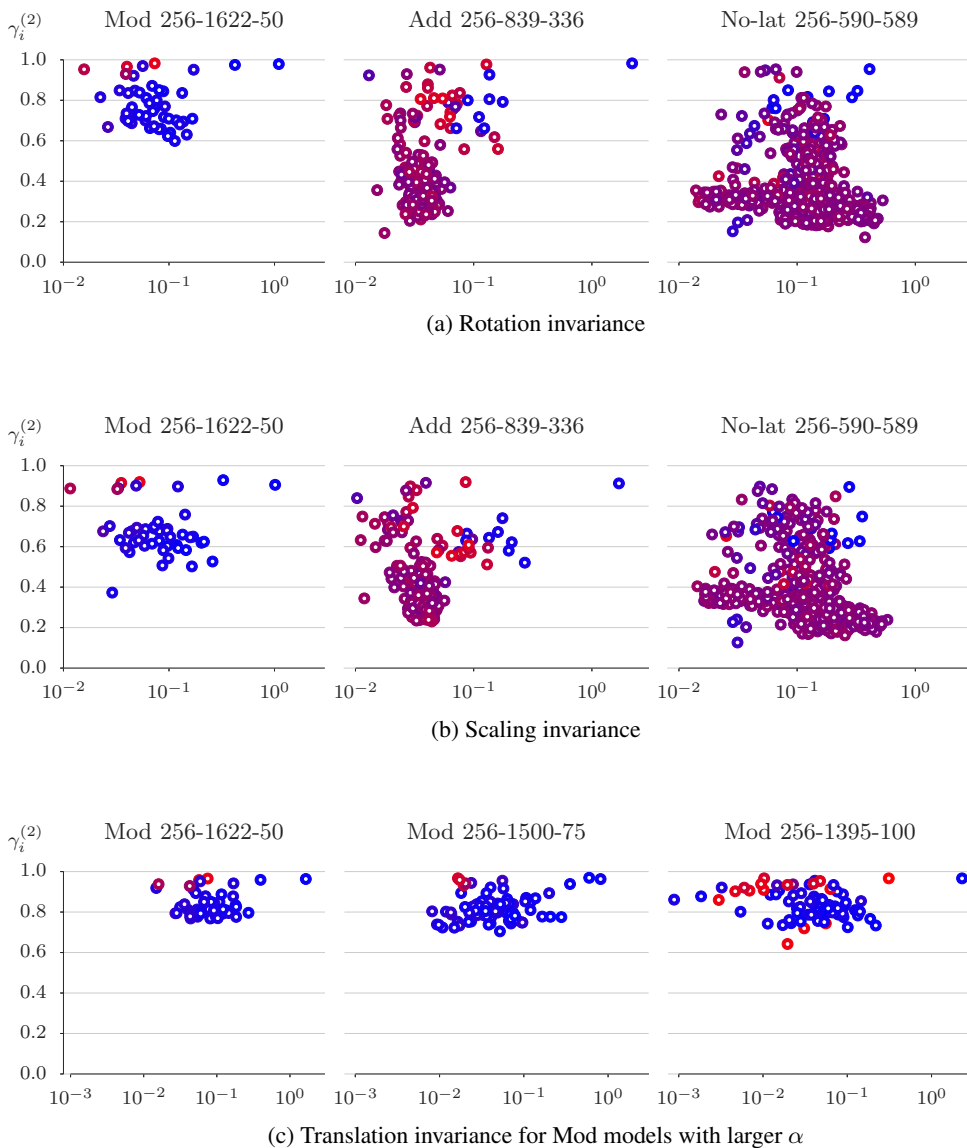 γ_i^(2) Mod 256-1622-50 Add 256-839-336 No-lat 256-590-589
1.0
0.8
0.6
0.4
0.2
0.0
10^−2 10^−1 10^0 10^−2 10^−1 10^0 10^−2 10^−1 10^0
(a) Rotation invariance
γ_i^(2) Mod 256-1622-50 Add 256-839-336 No-lat 256-590-589
1.0
0.8
0.6
0.4
0.2
0.0
10^−2 10^−1 10^0 10^−2 10^−1 10^0 10^−2 10^−1 10^0
(b) Scaling invariance
γ_i^(2) Mod 256-1622-50 Mod 256-1500-75 Mod 256-1395-100
1.0
0.8
0.6
0.4
0.2
0.0
10^−3 10^−2 10^−1 10^0 10^−3 10^−2 10^−1 10^0 10^−3 10^−2 10^−1 10^0
(c) Translation invariance for Mod models with larger α